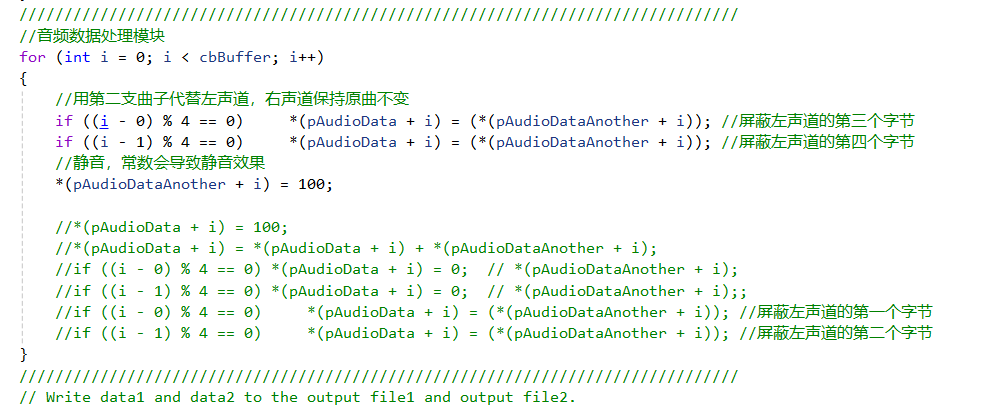 ////////////////////////////////////////////////////////////////////////////////
//音频数据处理模块
for (int i = 0; i < cbBuffer; i++)
{
    //用第二支曲子代替左声道，右声道保持原曲不变
    if ((i - 0) % 4 == 0)     *(pAudioData + i) = (*(pAudioDataAnother + i)); //屏蔽左声道的第三个字节
    if ((i - 1) % 4 == 0)     *(pAudioData + i) = (*(pAudioDataAnother + i)); //屏蔽左声道的第四个字节
    //静音，常数会导致静音效果
    *(pAudioDataAnother + i) = 100;

    //*(pAudioData + i) = 100;
    //*(pAudioData + i) = *(pAudioData + i) + *(pAudioDataAnother + i);
    //if ((i - 0) % 4 == 0) *(pAudioData + i) = 0;  // *(pAudioDataAnother + i);
    //if ((i - 1) % 4 == 0) *(pAudioData + i) = 0;  // *(pAudioDataAnother + i);;
    //if ((i - 0) % 4 == 0)     *(pAudioData + i) = (*(pAudioDataAnother + i)); //屏蔽左声道的第一个字节
    //if ((i - 1) % 4 == 0)     *(pAudioData + i) = (*(pAudioDataAnother + i)); //屏蔽左声道的第二个字节
}
////////////////////////////////////////////////////////////////////////////////
// Write data1 and data2 to the output file1 and output file2.